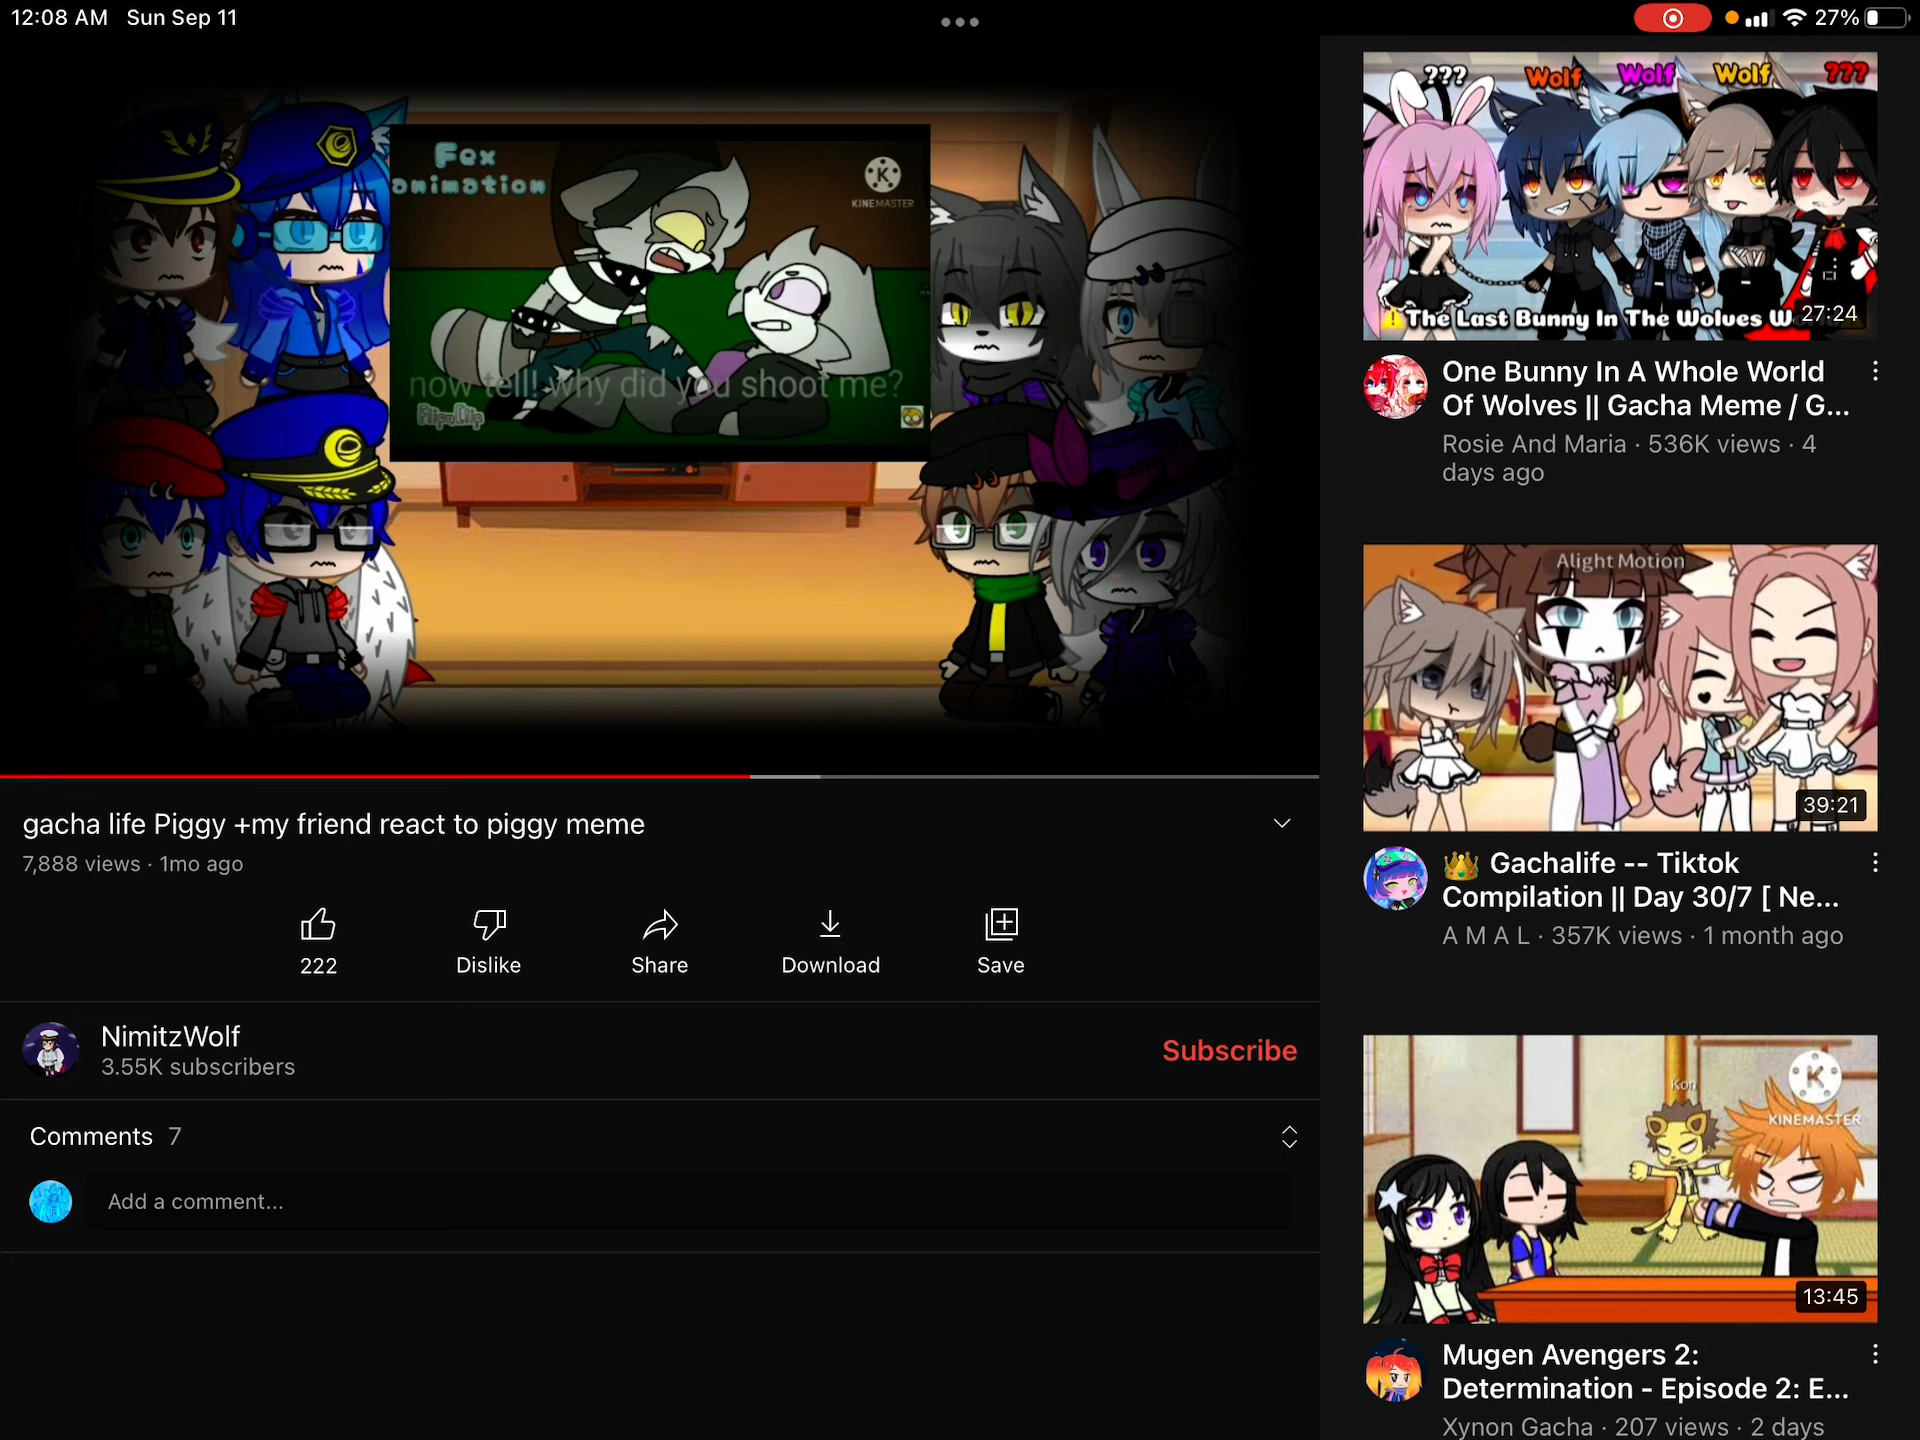 12:08 AM Sun Sep 11
27%
Fox
animation
KINEMASTER
now tell! why did you shoot me?
FlipaClip
gacha life Piggy +my friend react to piggy meme
7,888 views · 1mo ago
222
Dislike
Share
Download
Save
NimitzWolf
3.55K subscribers
Subscribe
Comments 7
Add a comment...
??? Wolf Wolf Wolf ???
The Last Bunny In The Wolves W
27:24
One Bunny In A Whole World
Of Wolves || Gacha Meme / G...
Rosie And Maria · 536K views · 4
days ago
Alight Motion
39:21
👑 Gachalife -- Tiktok
Compilation || Day 30/7 [ Ne...
A M A L · 357K views · 1 month ago
Kon
K
KINEMASTER
13:45
Mugen Avengers 2:
Determination - Episode 2: E...
Xynon Gacha · 207 views · 2 days